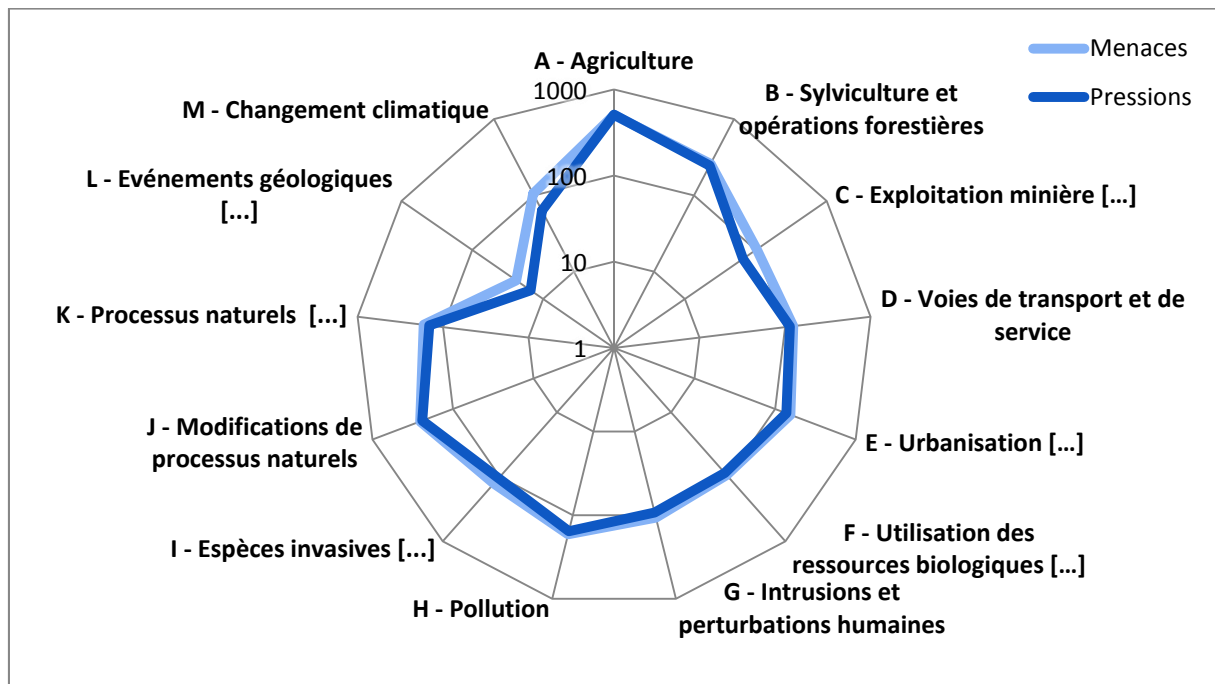 Menaces
Pressions
A - Agriculture
B - Sylviculture et
opérations forestières
C - Exploitation minière […]
D - Voies de transport et de
service
E - Urbanisation […]
F - Utilisation des
ressources biologiques […]
G - Intrusions et
perturbations humaines
H - Pollution
I - Espèces invasives [...]
J - Modifications de
processus naturels
K - Processus naturels  [...]
L - Evénements géologiques
[...]
M - Changement climatique
1000
100
10
1